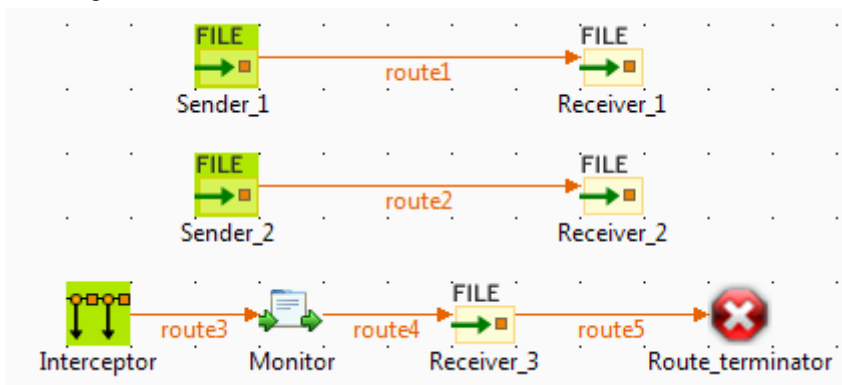 FILE FILE
route1
Sender_1 Receiver_1
FILE FILE
route2
Sender_2 Receiver_2
FILE
route3 route4 route5
Interceptor Monitor Receiver_3 Route_terminator